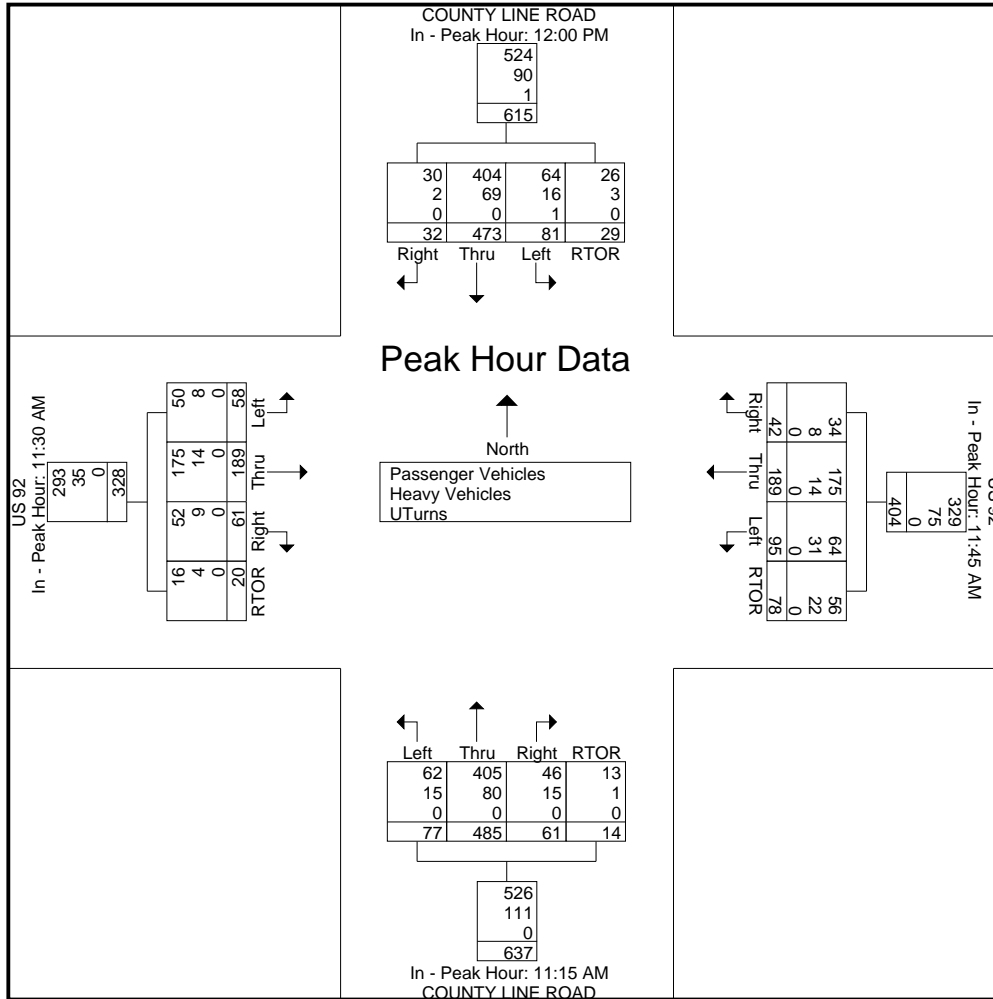 COUNTY LINE ROAD
In - Peak Hour: 12:00 PM
524
90
1
615
30 404 64 26
2 69 16 3
0 0 1 0
32 473 81 29
Right Thru Left RTOR
Peak Hour Data
North
Passenger Vehicles
Heavy Vehicles
UTurns
US 92
In - Peak Hour: 11:30 AM
293
35
0
328
50 8 0 58 Left
175 14 0 189 Thru
52 9 0 61 Right
16 4 0 20 RTOR
Right 42 0 8 34
Thru 189 0 14 175
Left 95 0 31 64
RTOR 78 0 22 56
329
75
0
404
US 92
In - Peak Hour: 11:45 AM
Left Thru Right RTOR
62 405 46 13
15 80 15 1
0 0 0 0
77 485 61 14
526
111
0
637
In - Peak Hour: 11:15 AM
COUNTY LINE ROAD